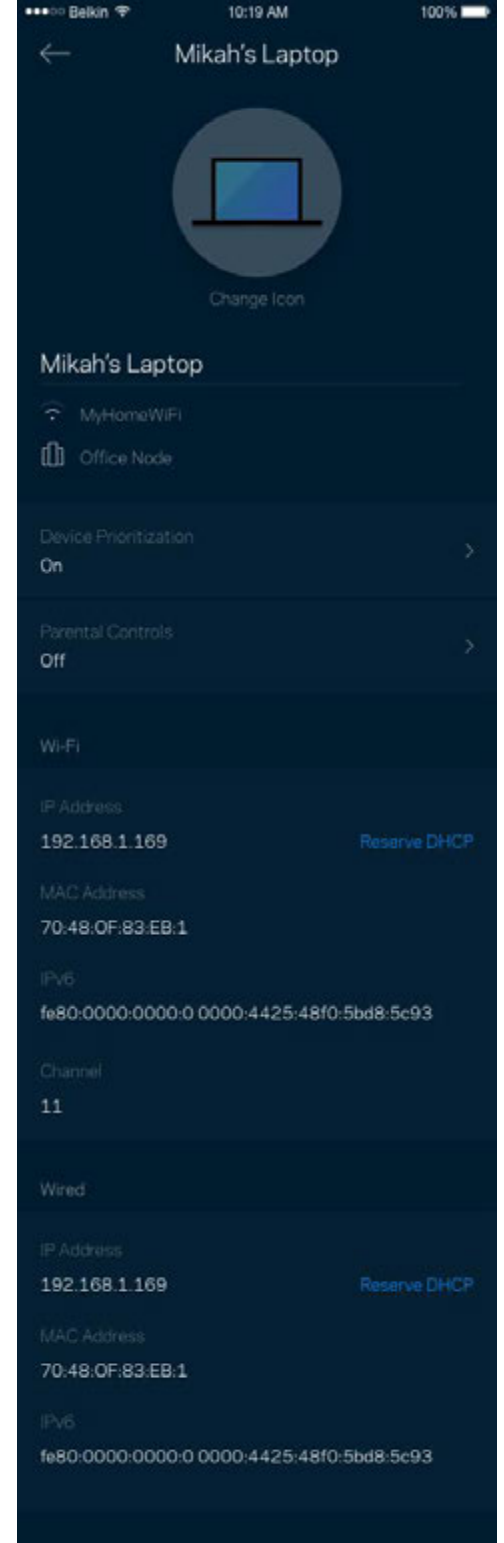 Belkin 10:19 AM 100%
Mikah's Laptop
Change Icon
Mikah's Laptop
MyHomeWiFi
Office Node
Device Prioritization
On
Parental Controls
Off
Wi-Fi
IP Address
192.168.1.169 Reserve DHCP
MAC Address
70:48:0F:83:EB:1
IPv6
fe80:0000:0000:0 0000:4425:48f0:5bd8:5c93
Channel
11
Wired
IP Address
192.168.1.169 Reserve DHCP
MAC Address
70:48:0F:83:EB:1
IPv6
fe80:0000:0000:0 0000:4425:48f0:5bd8:5c93